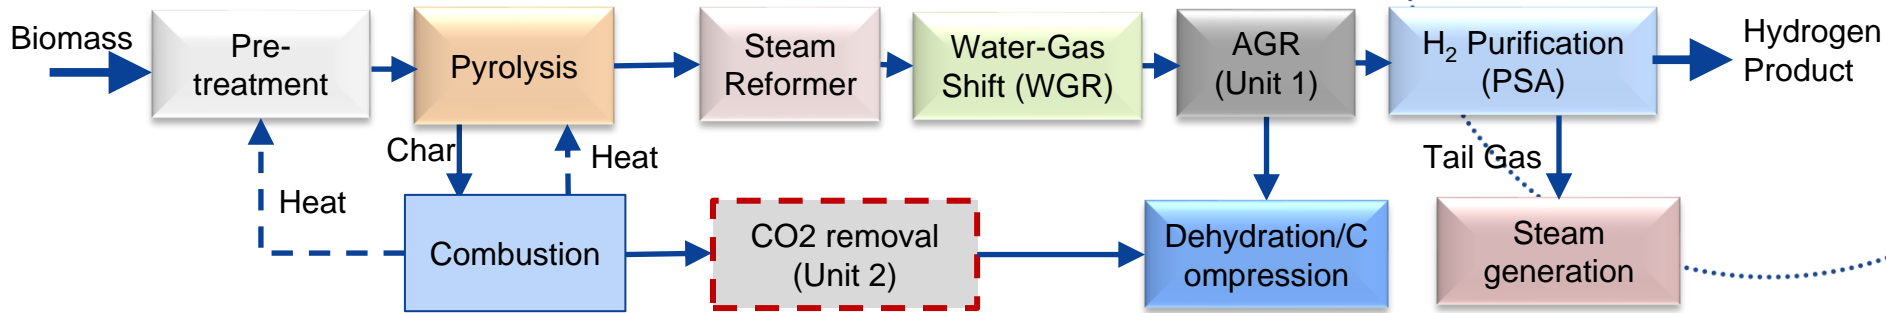 Biomass
Pre-
treatment
Pyrolysis
Steam
Reformer
Water-Gas
Shift (WGR)
AGR
(Unit 1)
H₂ Purification
(PSA)
Hydrogen
Product
Char
Heat
Tail Gas
Heat
Combustion
CO2 removal
(Unit 2)
Dehydration/C
ompression
Steam
generation